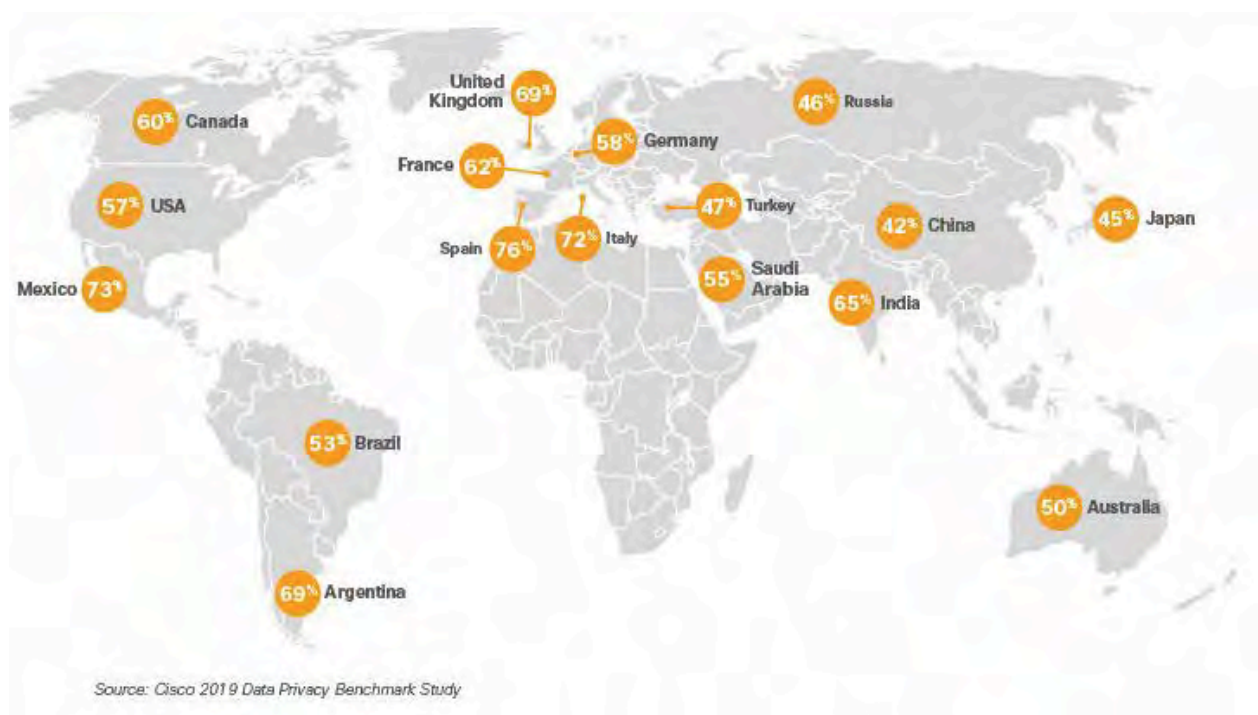 United
Kingdom
69%
46% Russia
60% Canada
58% Germany
France 62%
57% USA
47% Turkey
42% China
45% Japan
Spain 76%
72% Italy
Mexico 73%
55% Saudi
Arabia
65% India
53% Brazil
50% Australia
69% Argentina
Source: Cisco 2019 Data Privacy Benchmark Study